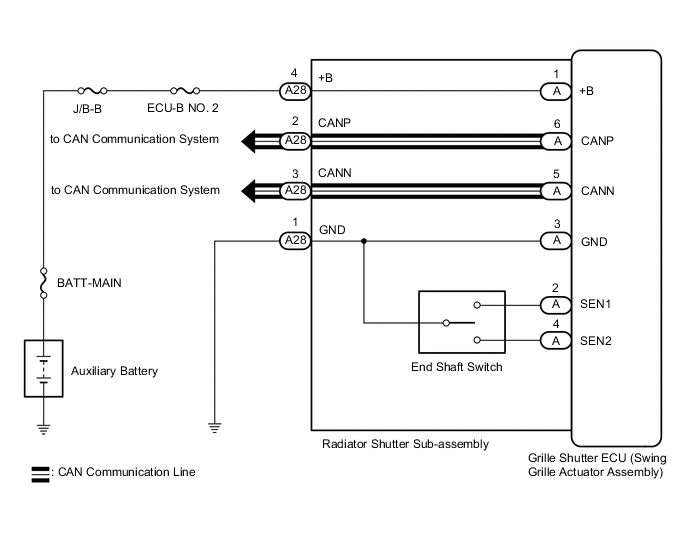 4 +B 1
A28 A +B
J/B-B ECU-B NO. 2
2 CANP 6
to CAN Communication System A28 A CANP
3 CANN 5
to CAN Communication System A28 A CANN
1 GND 3
A28 A GND
BATT-MAIN
2
A SEN1
4
A SEN2
End Shaft Switch
Auxiliary Battery
Radiator Shutter Sub-assembly
Grille Shutter ECU (Swing
Grille Actuator Assembly)
: CAN Communication Line